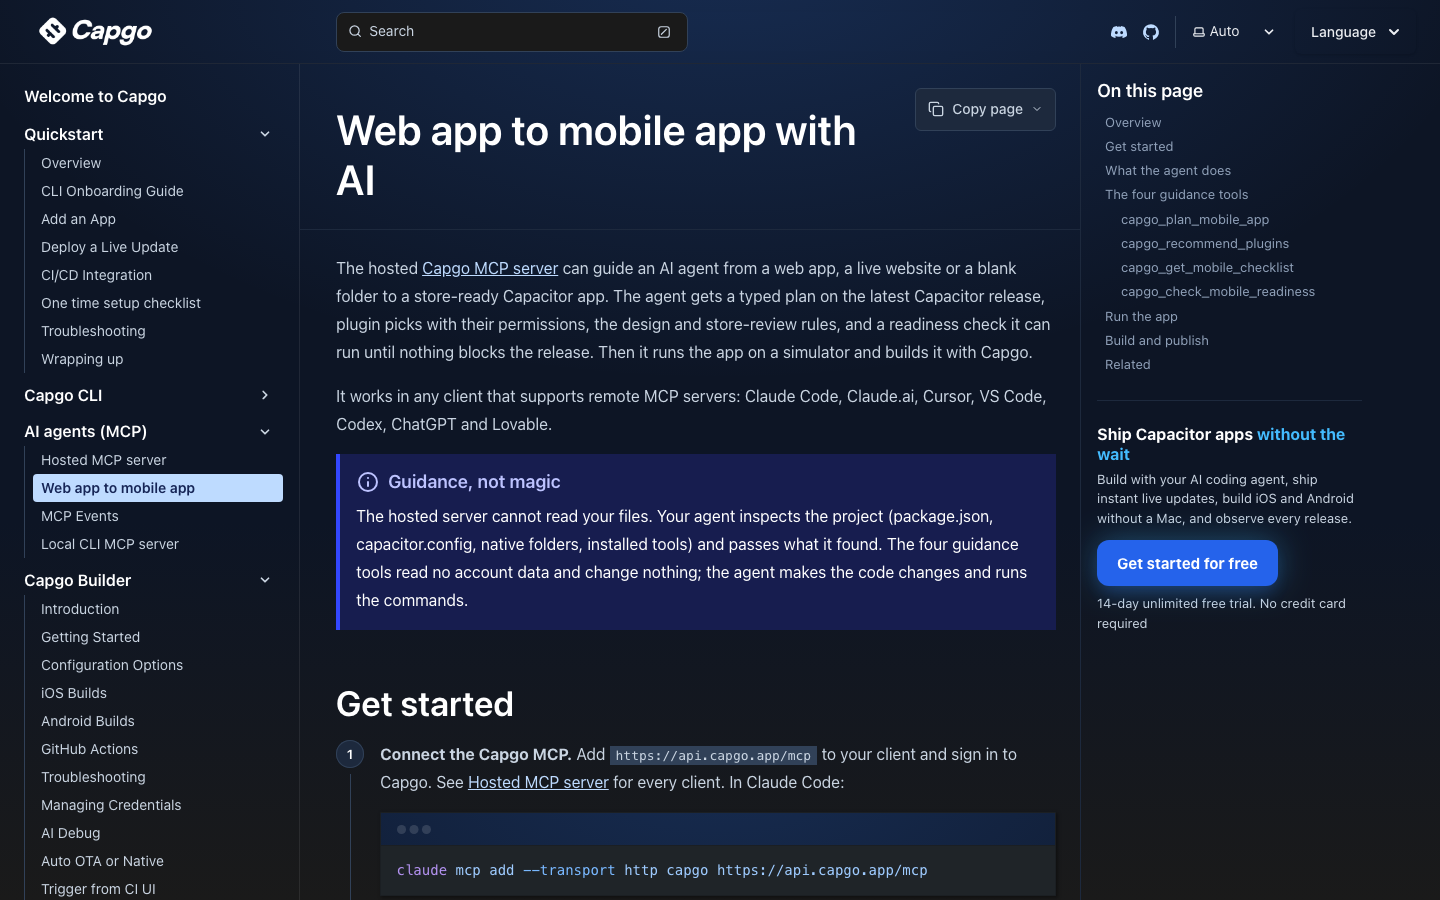 Capgo
Search
Auto
Language
Welcome to Capgo
Quickstart
Overview
CLI Onboarding Guide
Add an App
Deploy a Live Update
CI/CD Integration
One time setup checklist
Troubleshooting
Wrapping up
Capgo CLI
AI agents (MCP)
Hosted MCP server
Web app to mobile app
MCP Events
Local CLI MCP server
Capgo Builder
Introduction
Getting Started
Configuration Options
iOS Builds
Android Builds
GitHub Actions
Troubleshooting
Managing Credentials
AI Debug
Auto OTA or Native
Trigger from CI UI
Web app to mobile app with
AI
Copy page
The hosted Capgo MCP server can guide an AI agent from a web app, a live website or a blank
folder to a store-ready Capacitor app. The agent gets a typed plan on the latest Capacitor release,
plugin picks with their permissions, the design and store-review rules, and a readiness check it can
run until nothing blocks the release. Then it runs the app on a simulator and builds it with Capgo.
It works in any client that supports remote MCP servers: Claude Code, Claude.ai, Cursor, VS Code,
Codex, ChatGPT and Lovable.
Guidance, not magic
The hosted server cannot read your files. Your agent inspects the project (package.json,
capacitor.config, native folders, installed tools) and passes what it found. The four guidance
tools read no account data and change nothing; the agent makes the code changes and runs
the commands.
Get started
1
Connect the Capgo MCP. Add https://api.capgo.app/mcp to your client and sign in to
Capgo. See Hosted MCP server for every client. In Claude Code:
claude mcp add --transport http capgo https://api.capgo.app/mcp
On this page
Overview
Get started
What the agent does
The four guidance tools
capgo_plan_mobile_app
capgo_recommend_plugins
capgo_get_mobile_checklist
capgo_check_mobile_readiness
Run the app
Build and publish
Related
Ship Capacitor apps without the
wait
Build with your AI coding agent, ship
instant live updates, build iOS and Android
without a Mac, and observe every release.
Get started for free
14-day unlimited free trial. No credit card
required